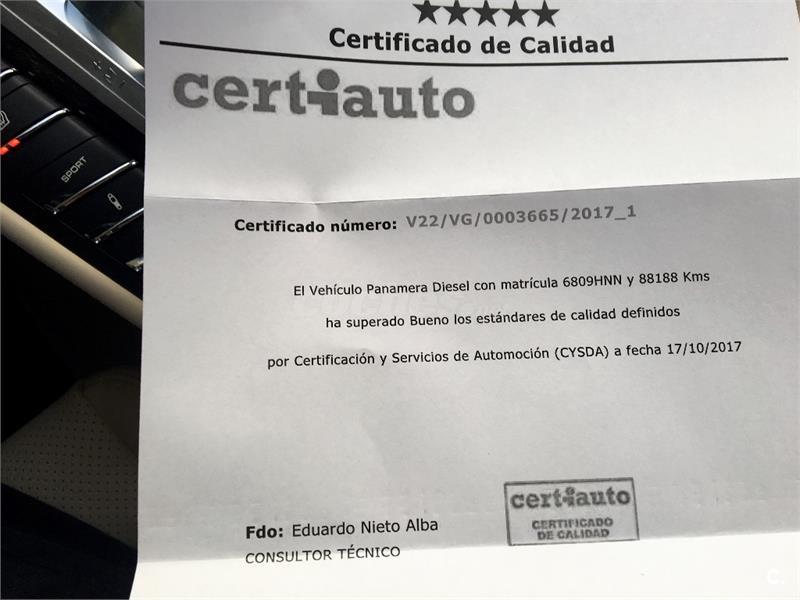 Certificado de Calidad
certiauto
SPORT
Certificado número: V22/VG/0003665/2017_1
El Vehículo Panamera Diesel con matrícula 6809HNN y 88188 Kms
ha superado Bueno los estándares de calidad definidos
por Certificación y Servicios de Automoción (CYSDA) a fecha 17/10/2017
certiauto
CERTIFICADO
DE CALIDAD
Fdo: Eduardo Nieto Alba
CONSULTOR TÉCNICO
C.